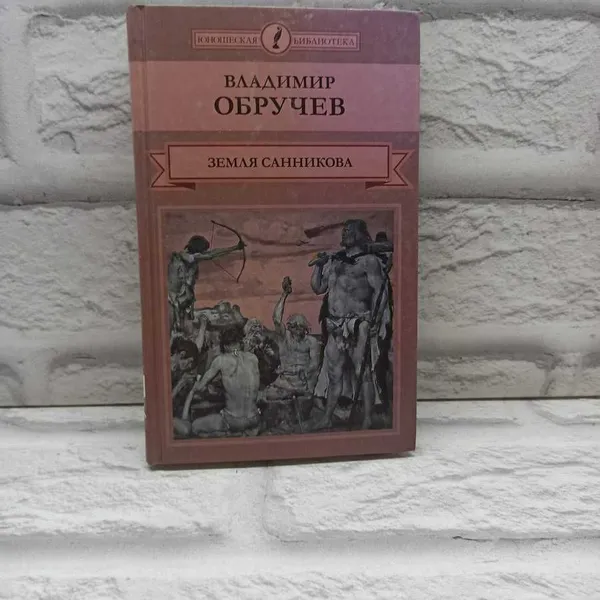 ЮНОШЕСКАЯ БИБЛИОТЕКА
ВЛАДИМИР
ОБРУЧЕВ
ЗЕМЛЯ САННИКОВА